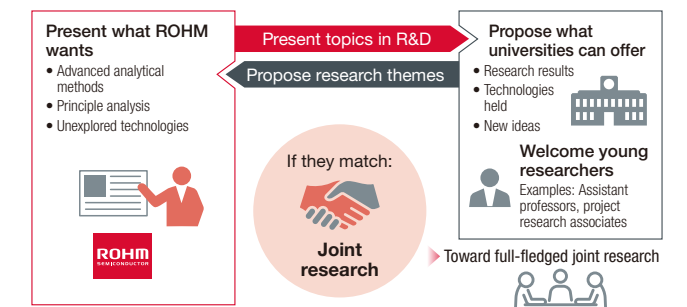 Present what ROHM
wants
• Advanced analytical
methods
• Principle analysis
• Unexplored technologies
ROHM
SEMICONDUCTOR
Present topics in R&D
Propose research themes
If they match:
Joint
research
Propose what
universities can offer
• Research results
• Technologies
held
• New ideas
Welcome young
researchers
Examples: Assistant
professors, project
research associates
Toward full-fledged joint research